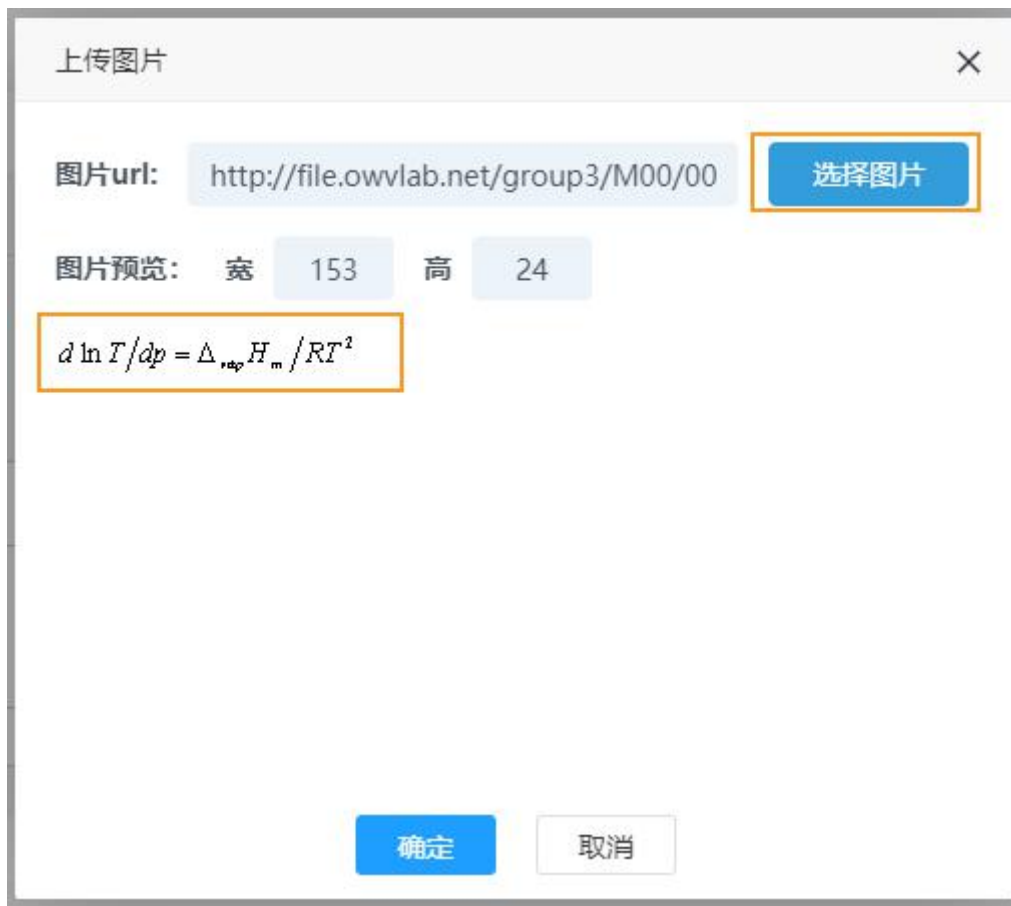 上传图片 ×
图片url: http://file.owvlab.net/group3/M00/00 选择图片
图片预览: 宽 153 高 24
d ln T/dp = Δ_vap H_m /RT²
确定 取消